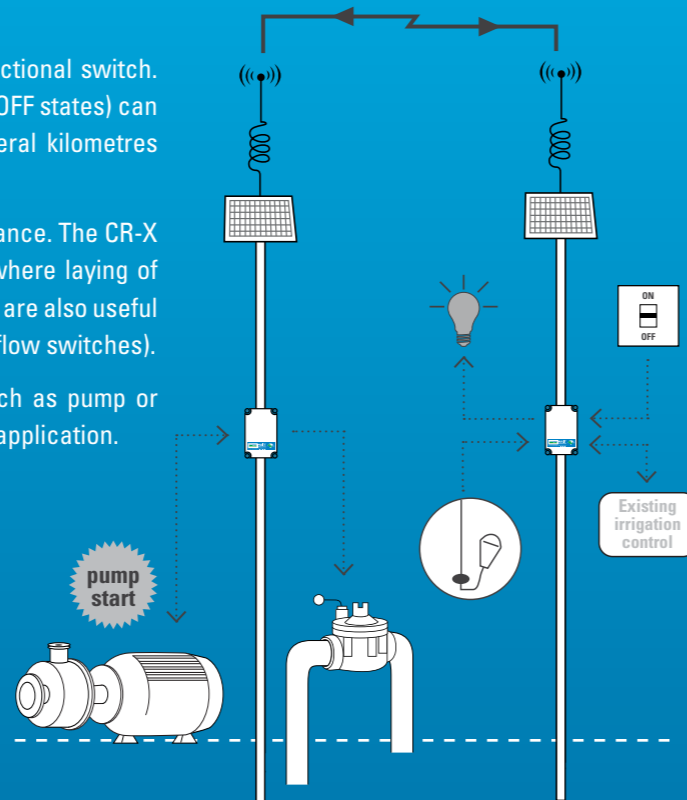 ctional switch.
OFF states) can
eral kilometres
ance. The CR-X
where laying of
are also useful
flow switches).
ch as pump or
application.
ON
OFF
Existing
irrigation
control
pump
start